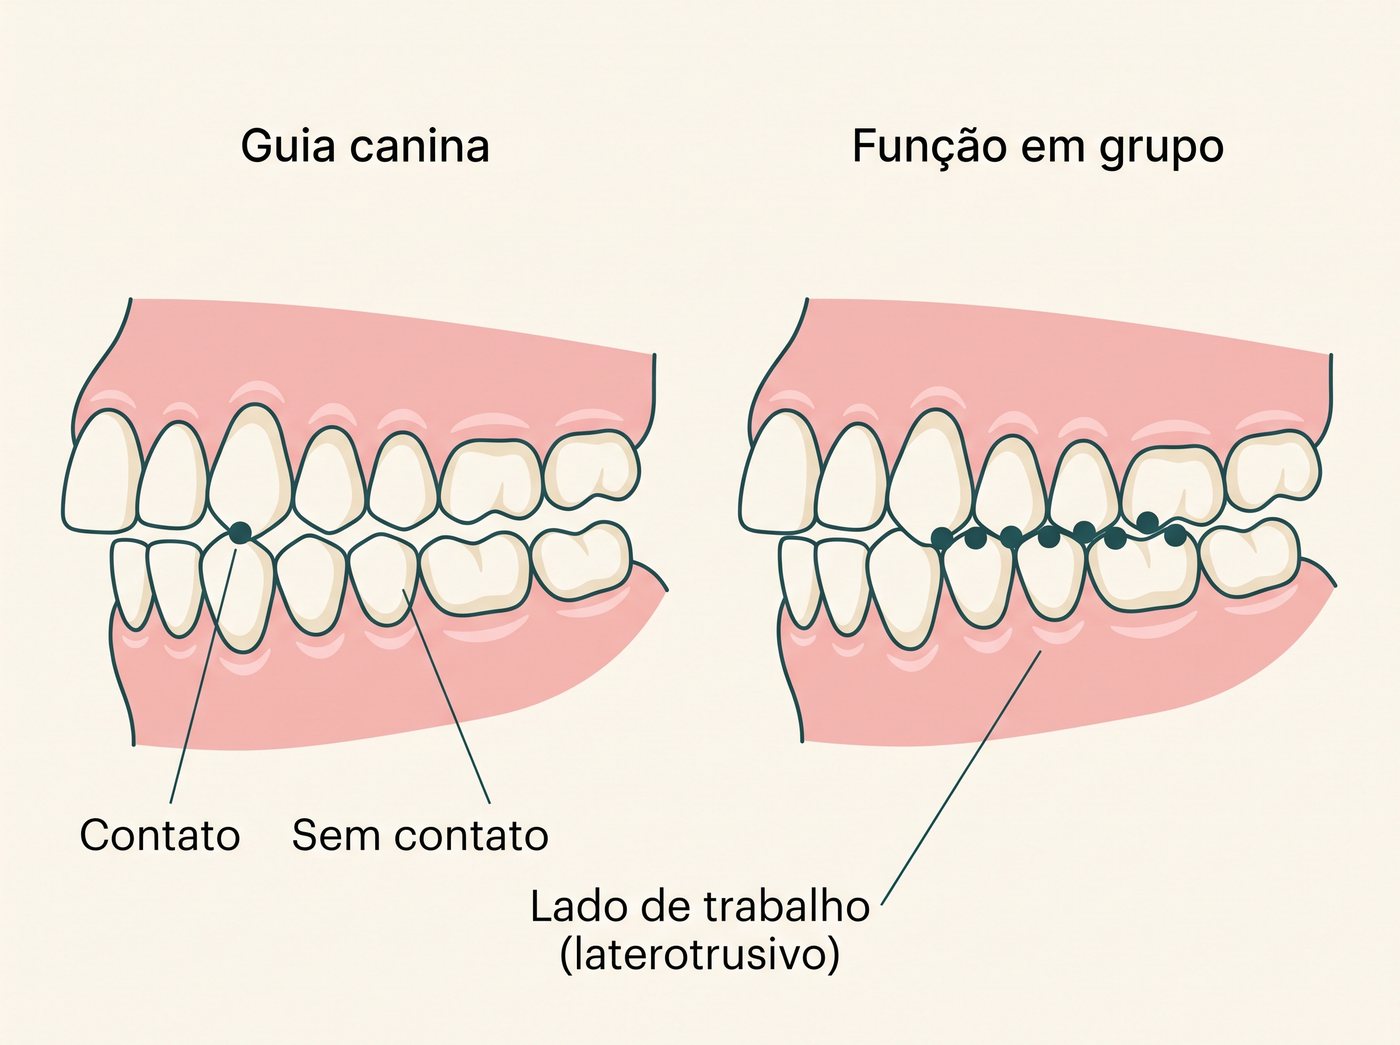 Guia canina
Função em grupo
Contato
Sem contato
Lado de trabalho
(laterotrusivo)